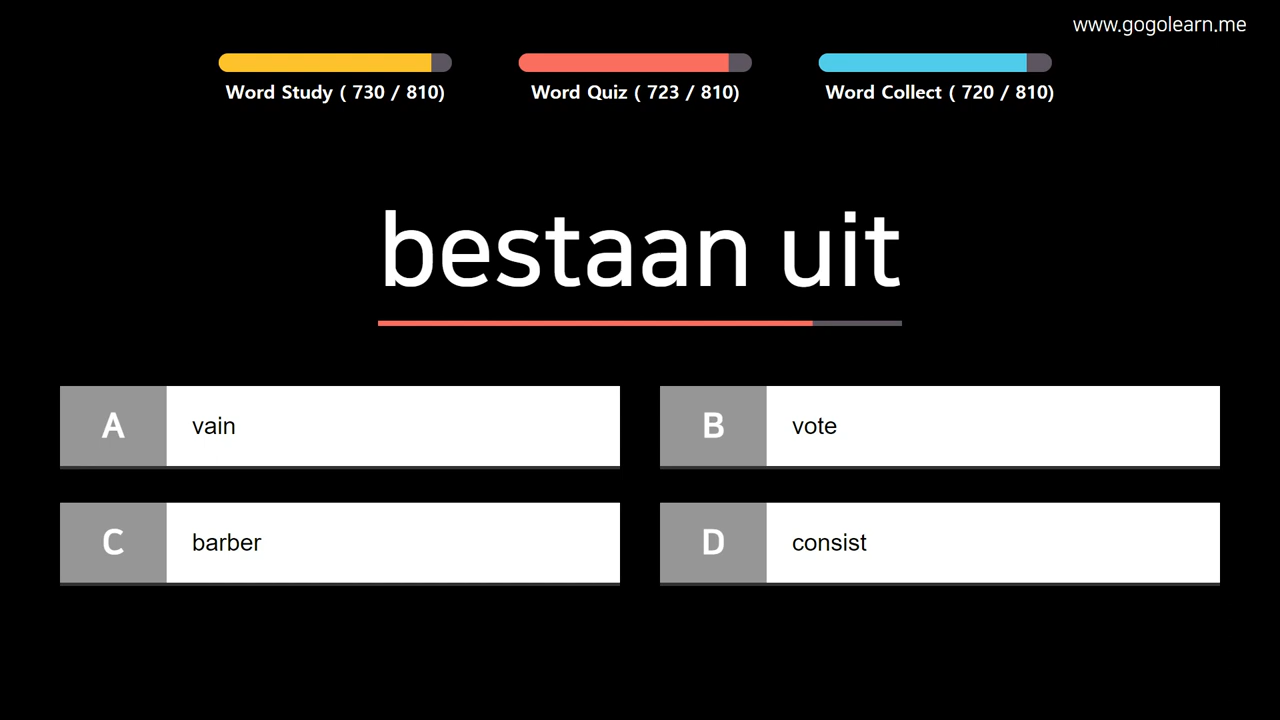 www.gogolearn.me
Word Study ( 730 / 810)
Word Quiz ( 723 / 810)
Word Collect ( 720 / 810)
bestaan uit
A vain
B vote
C barber
D consist